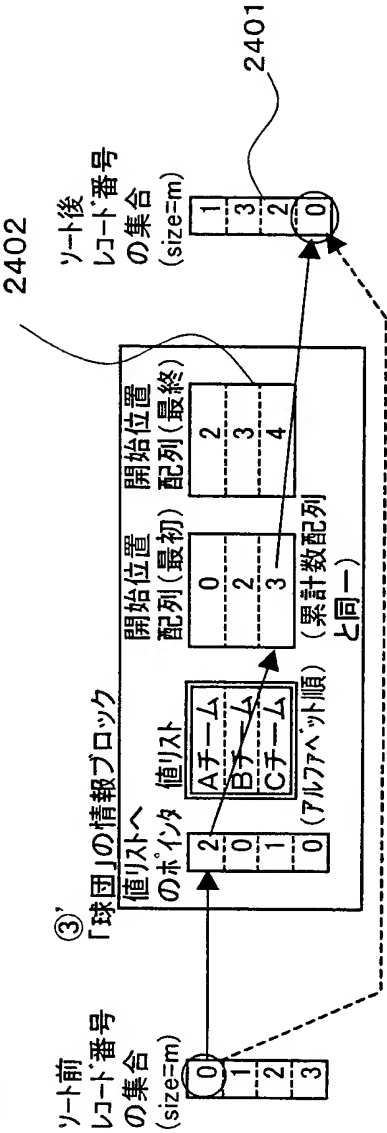 ③'
「球団」の情報ブロック
ソート前
レコード番号
の集合
(size=m)
0
1
2
3
値リストへ
のポインタ
2
0
1
0
値リスト
Aチーム
Bチーム
Cチーム
(アルファベット順)
開始位置
配列(最初)
0
2
3
(累計数配列
と同一)
開始位置
配列(最終)
2
3
4
2402
ソート後
レコード番号
の集合
(size=m)
1
3
2
0
2401